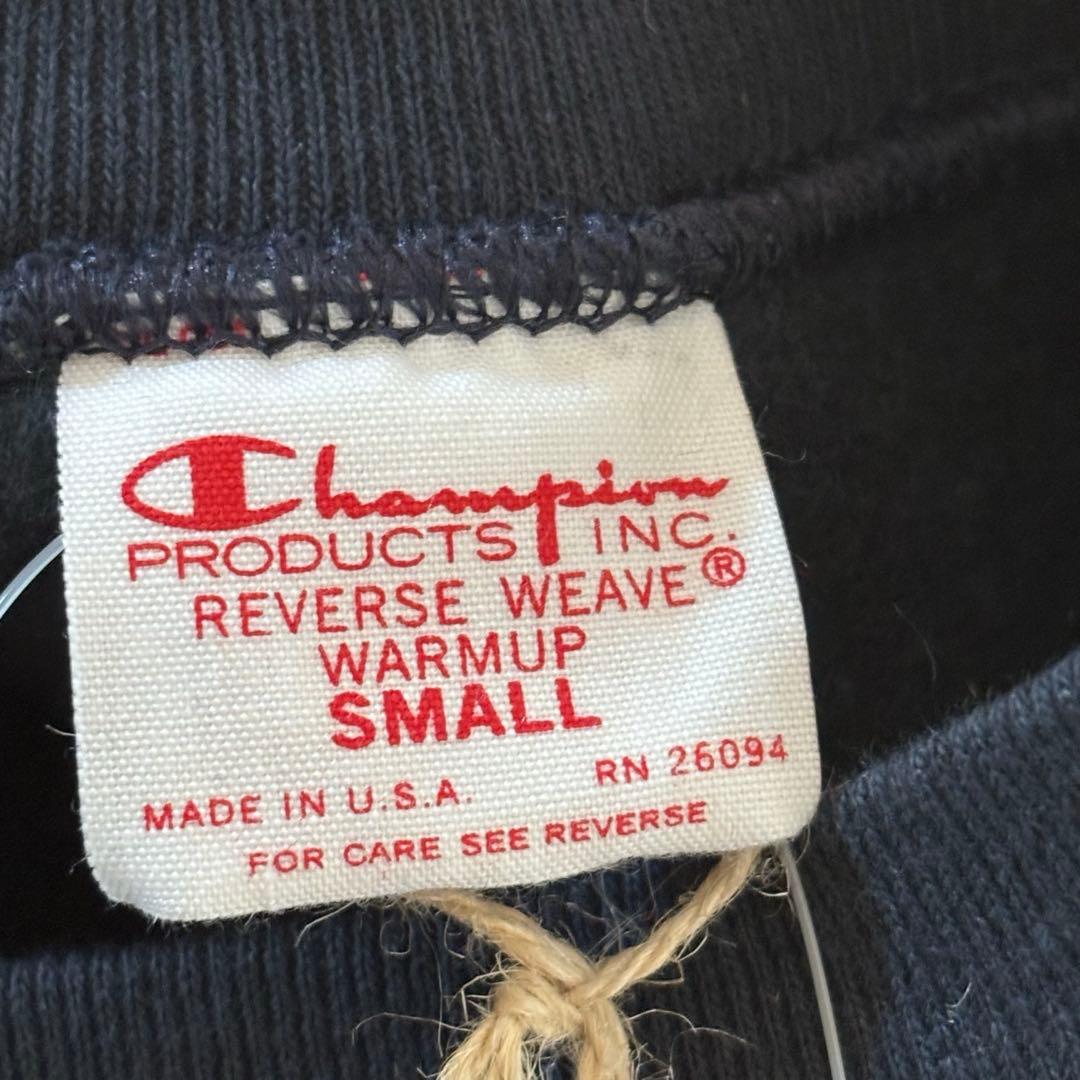 Champion
PRODUCTS INC.
REVERSE WEAVE®
WARMUP
SMALL
RN 26094
MADE IN U.S.A.
FOR CARE SEE REVERSE